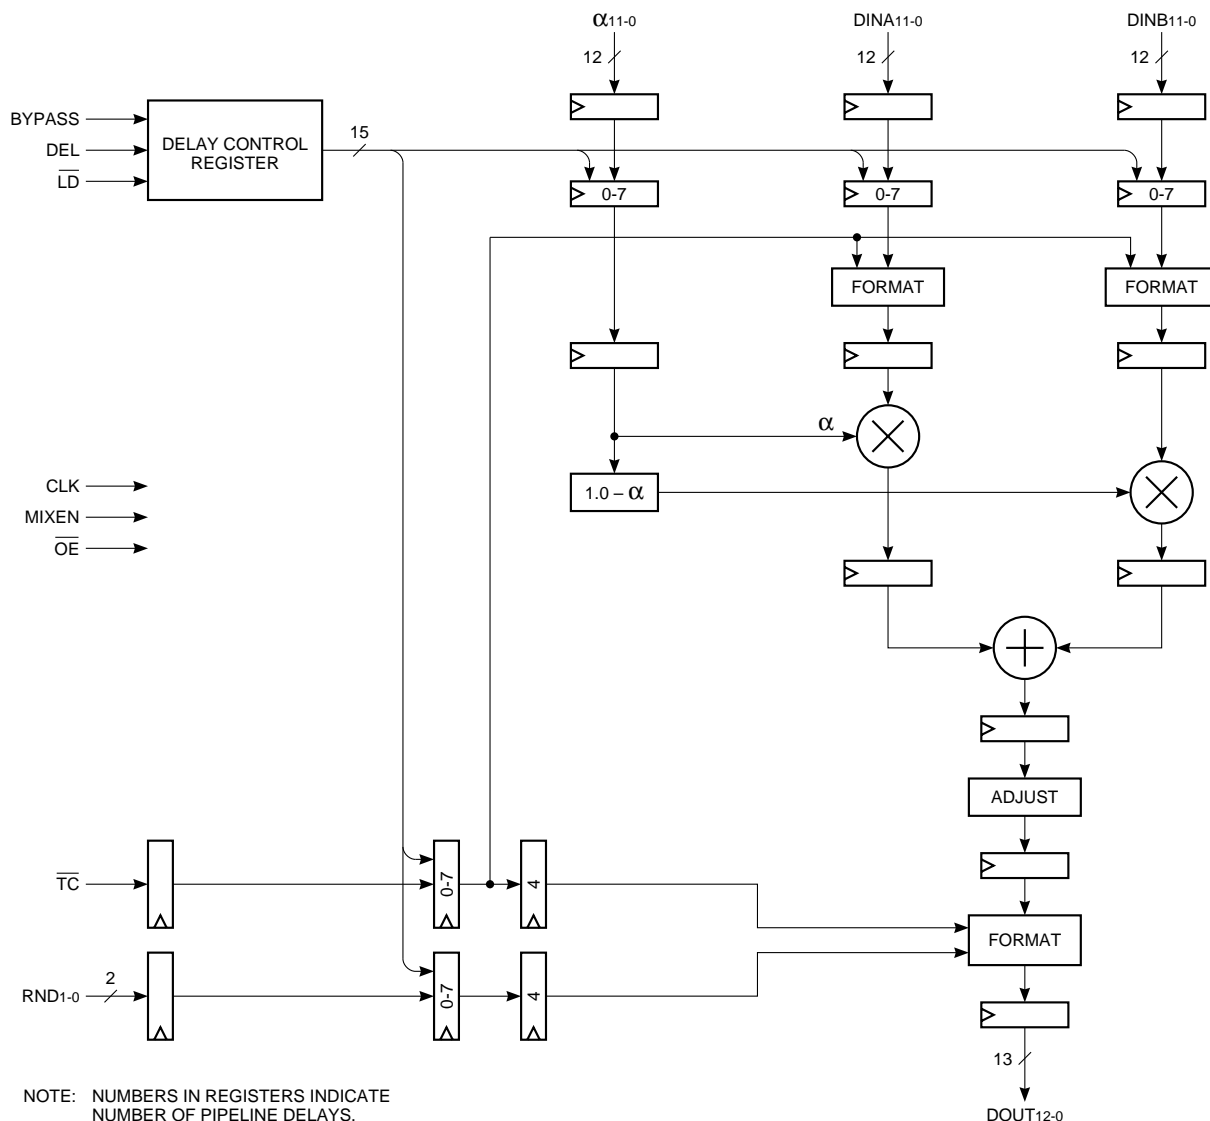 α11-0 DINA11-0 DINB11-0
12 12 12
BYPASS
DEL
LD
DELAY CONTROL
REGISTER
15
0-7 0-7 0-7
FORMAT FORMAT
α
1.0 – α
CLK
MIXEN
OE
ADJUST
TC
0-7
4
FORMAT
RND1-0
2
0-7
4
13
DOUT12-0
NOTE: NUMBERS IN REGISTERS INDICATE
NUMBER OF PIPELINE DELAYS.